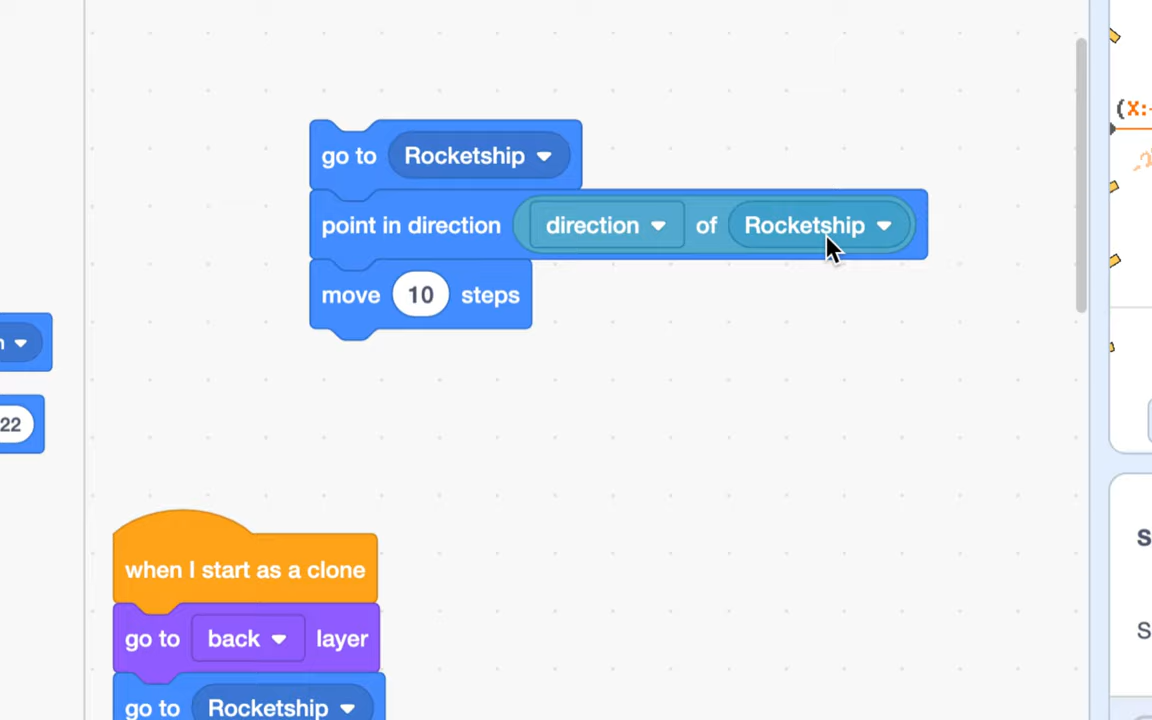 go to Rocketship
point in direction direction of Rocketship
move 10 steps
22
when I start as a clone
go to back layer
go to Rocketship
(X:-
S
S